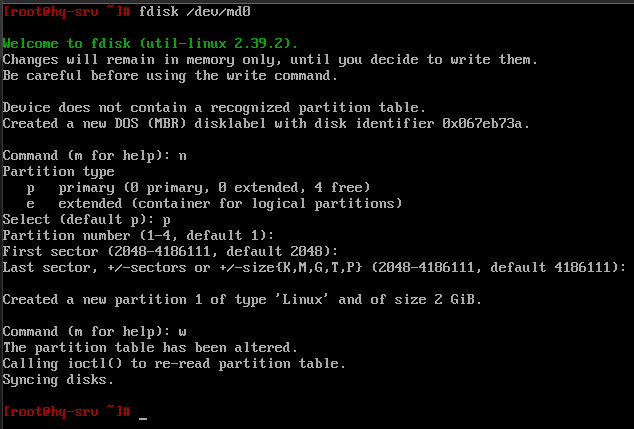 [root@hq-srv ~]# fdisk /dev/md0
Welcome to fdisk (util-linux 2.39.2).
Changes will remain in memory only, until you decide to write them.
Be careful before using the write command.
Device does not contain a recognized partition table.
Created a new DOS (MBR) disklabel with disk identifier 0x067eb73a.
Command (m for help): n
Partition type
p primary (0 primary, 0 extended, 4 free)
e extended (container for logical partitions)
Select (default p): p
Partition number (1-4, default 1):
First sector (2048-4186111, default 2048):
Last sector, +/-sectors or +/-size{K,M,G,T,P} (2048-4186111, default 4186111):
Created a new partition 1 of type 'Linux' and of size 2 GiB.
Command (m for help): w
The partition table has been altered.
Calling ioctl() to re-read partition table.
Syncing disks.
[root@hq-srv ~]# _